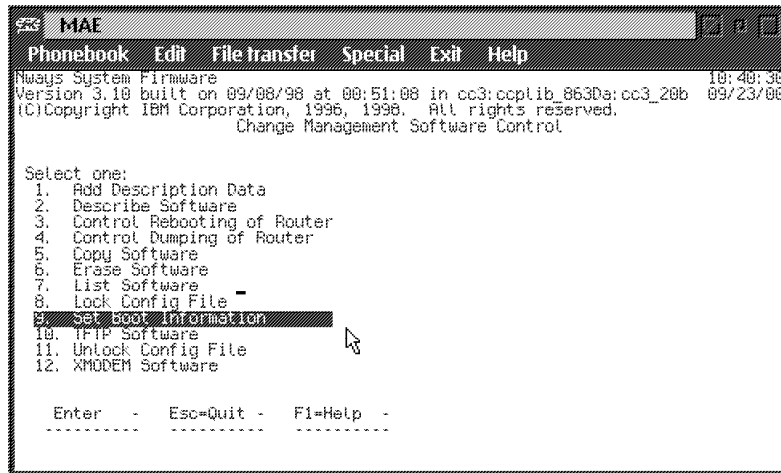 MAE
Phonebook Edit File transfer Special Exit Help
Nways System Firmware 10:40:30
Version 3.10 built on 09/08/98 at 00:51:08 in cc3:ccplib_863Da:cc3_20b 09/23/00
(C)Copyright IBM Corporation, 1996, 1998. All rights reserved.
Change Management Software Control
Select one:
1. Add Description Data
2. Describe Software
3. Control Rebooting of Router
4. Control Dumping of Router
5. Copy Software
6. Erase Software
7. List Software
8. Lock Config File
9. Set Boot Information
10. TFTP Software
11. Unlock Config File
12. XMODEM Software
Enter - Esc=Quit - F1=Help -
---------- ---------- ----------